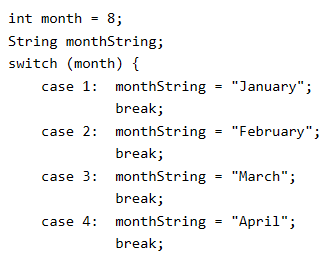 int month = 8;
String monthString;
switch (month) {
    case 1:  monthString = "January";
             break;
    case 2:  monthString = "February";
             break;
    case 3:  monthString = "March";
             break;
    case 4:  monthString = "April";
             break;